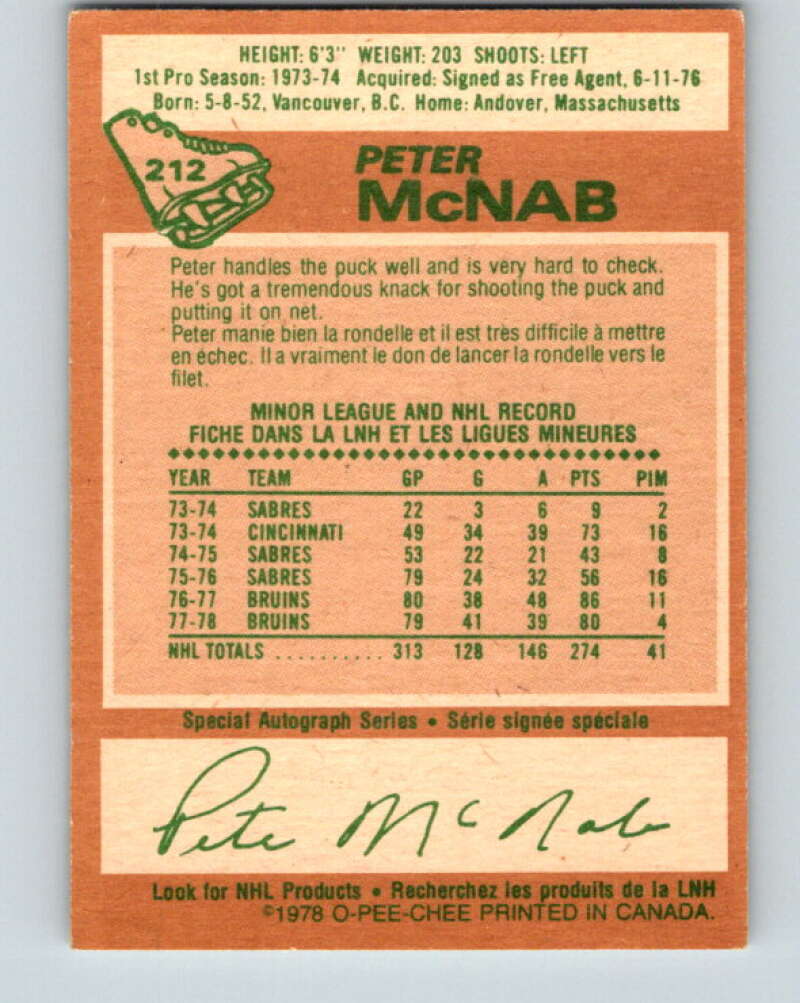 HEIGHT: 6'3" WEIGHT: 203 SHOOTS: LEFT
1st Pro Season: 1973-74 Acquired: Signed as Free Agent, 6-11-76
Born: 5-8-52, Vancouver, B.C. Home: Andover, Massachusetts
212
PETER
McNAB
Peter handles the puck well and is very hard to check.
He's got a tremendous knack for shooting the puck and
putting it on net.
Peter manie bien la rondelle et il est très difficile à mettre
en échec. Il a vraiment le don de lancer la rondelle vers le
filet.
MINOR LEAGUE AND NHL RECORD
FICHE DANS LA LNH ET LES LIGUES MINEURES
YEAR TEAM GP G A PTS PIM
73-74 SABRES 22 3 6 9 2
73-74 CINCINNATI 49 34 39 73 16
74-75 SABRES 53 22 21 43 8
75-76 SABRES 79 24 32 56 16
76-77 BRUINS 80 38 48 86 11
77-78 BRUINS 79 41 39 80 4
NHL TOTALS .......... 313 128 146 274 41
Special Autograph Series • Série signée spéciale
Pete McNab
Look for NHL Products • Recherchez les produits de la LNH
©1978 O-PEE-CHEE PRINTED IN CANADA.